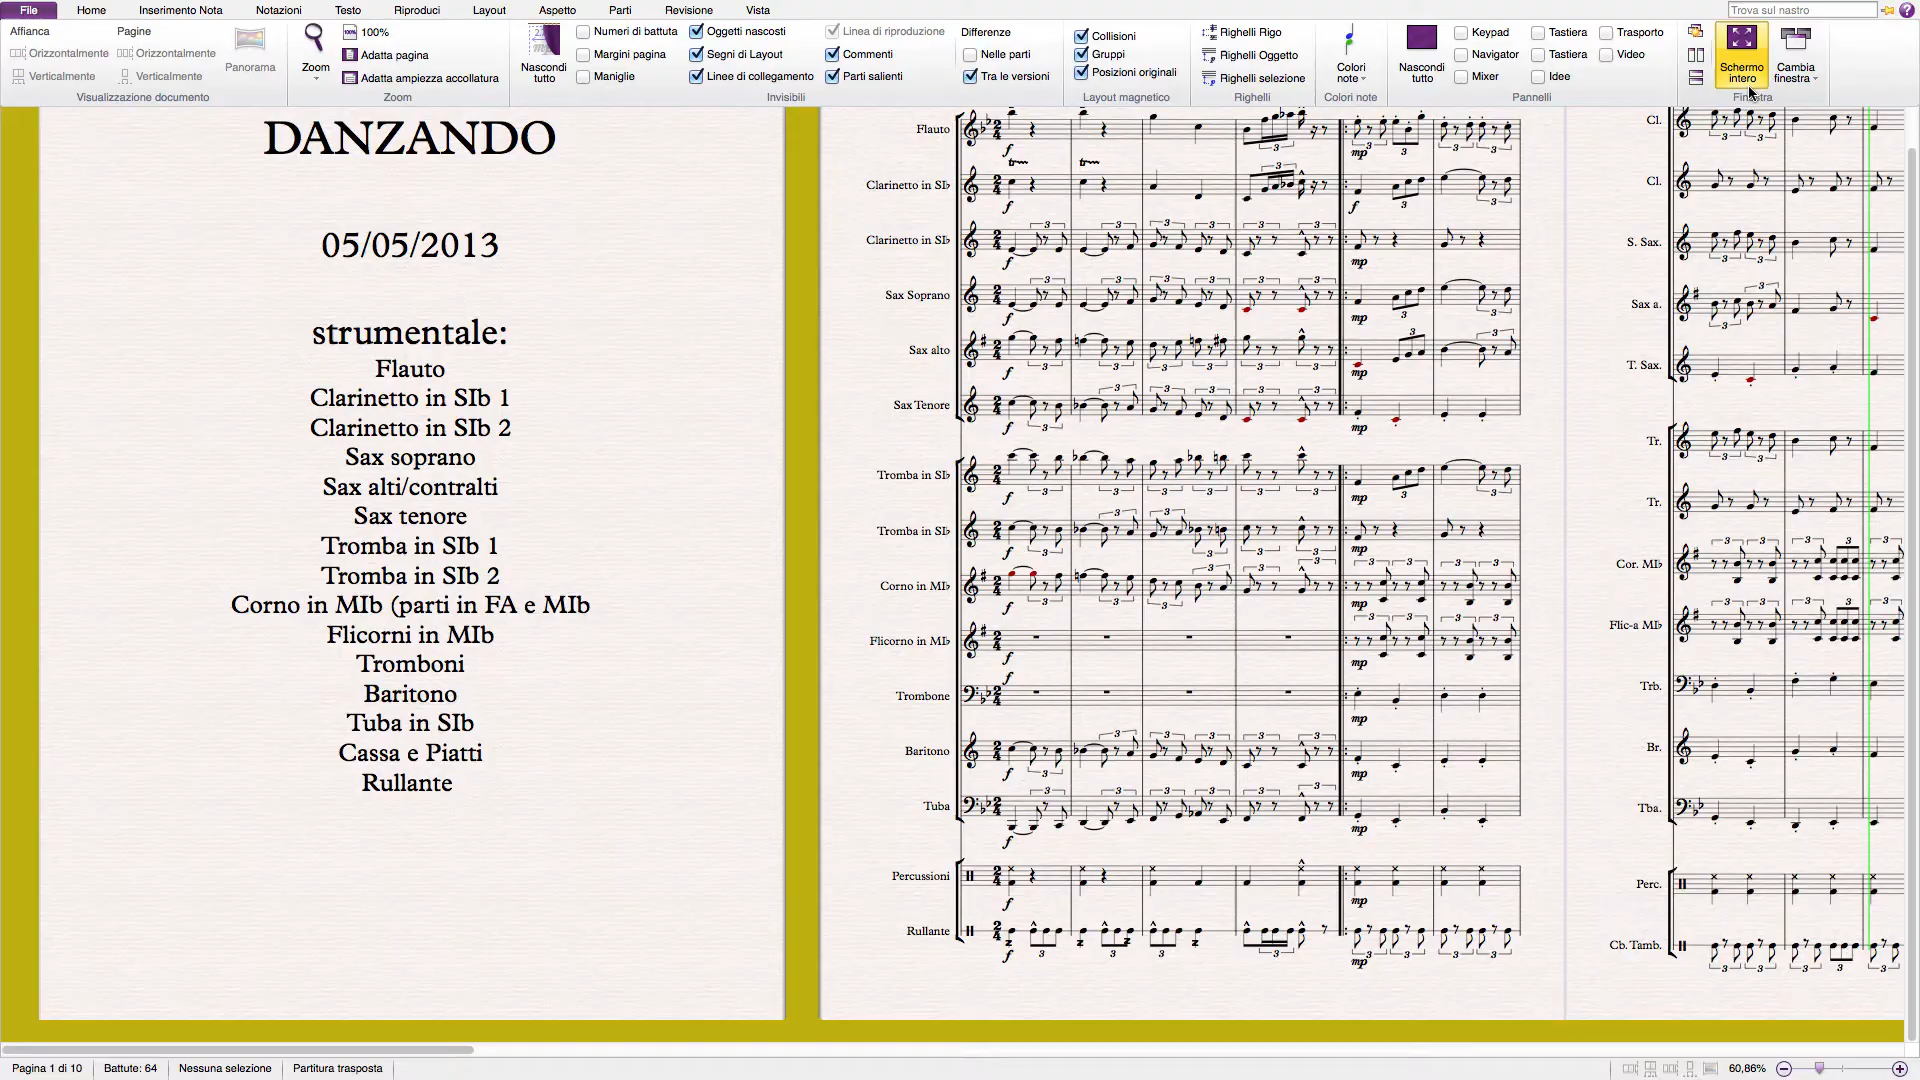 File Home Inserimento Nota Notazioni Testo Riproduci Layout Aspetto Parti Revisione Vista Trova sul nastro
Affianca Pagine
Orizzontalmente Orizzontalmente
Verticalmente Verticalmente
Panorama
Visualizzazione documento
Zoom
100%
Adatta pagina
Adatta ampiezza accollatura
Zoom
Nascondi tutto
Numeri di battuta
Margini pagina
Maniglie
Oggetti nascosti
Segni di Layout
Linee di collegamento
Linea di riproduzione
Commenti
Parti salienti
Differenze
Nelle parti
Tra le versioni
Invisibili
Collisioni
Gruppi
Posizioni originali
Layout magnetico
Righelli Rigo
Righelli Oggetto
Righelli selezione
Righelli
Colori note
Colori note
Nascondi tutto
Keypad
Navigator
Mixer
Tastiera
Tastiera
Idee
Trasporto
Video
Pannelli
Schermo intero
Cambia finestra
Finestra
DANZANDO
05/05/2013
strumentale:
Flauto
Clarinetto in SIb 1
Clarinetto in SIb 2
Sax soprano
Sax alti/contralti
Sax tenore
Tromba in SIb 1
Tromba in SIb 2
Corno in MIb (parti in FA e MIb
Flicorni in MIb
Tromboni
Baritono
Tuba in SIb
Cassa e Piatti
Rullante
Flauto
Clarinetto in SI♭
Clarinetto in SI♭
Sax Soprano
Sax alto
Sax Tenore
Tromba in SI♭
Tromba in SI♭
Corno in MI♭
Flicorno in MI♭
Trombone
Baritono
Tuba
Percussioni
Rullante
Cl.
Cl.
S. Sax.
Sax a.
T. Sax.
Tr.
Tr.
Cor. MI♭
Flic-a MI♭
Trb.
Br.
Tba.
Perc.
Cb. Tamb.
Pagina 1 di 10 Battute: 64 Nessuna selezione Partitura trasposta 60,86%